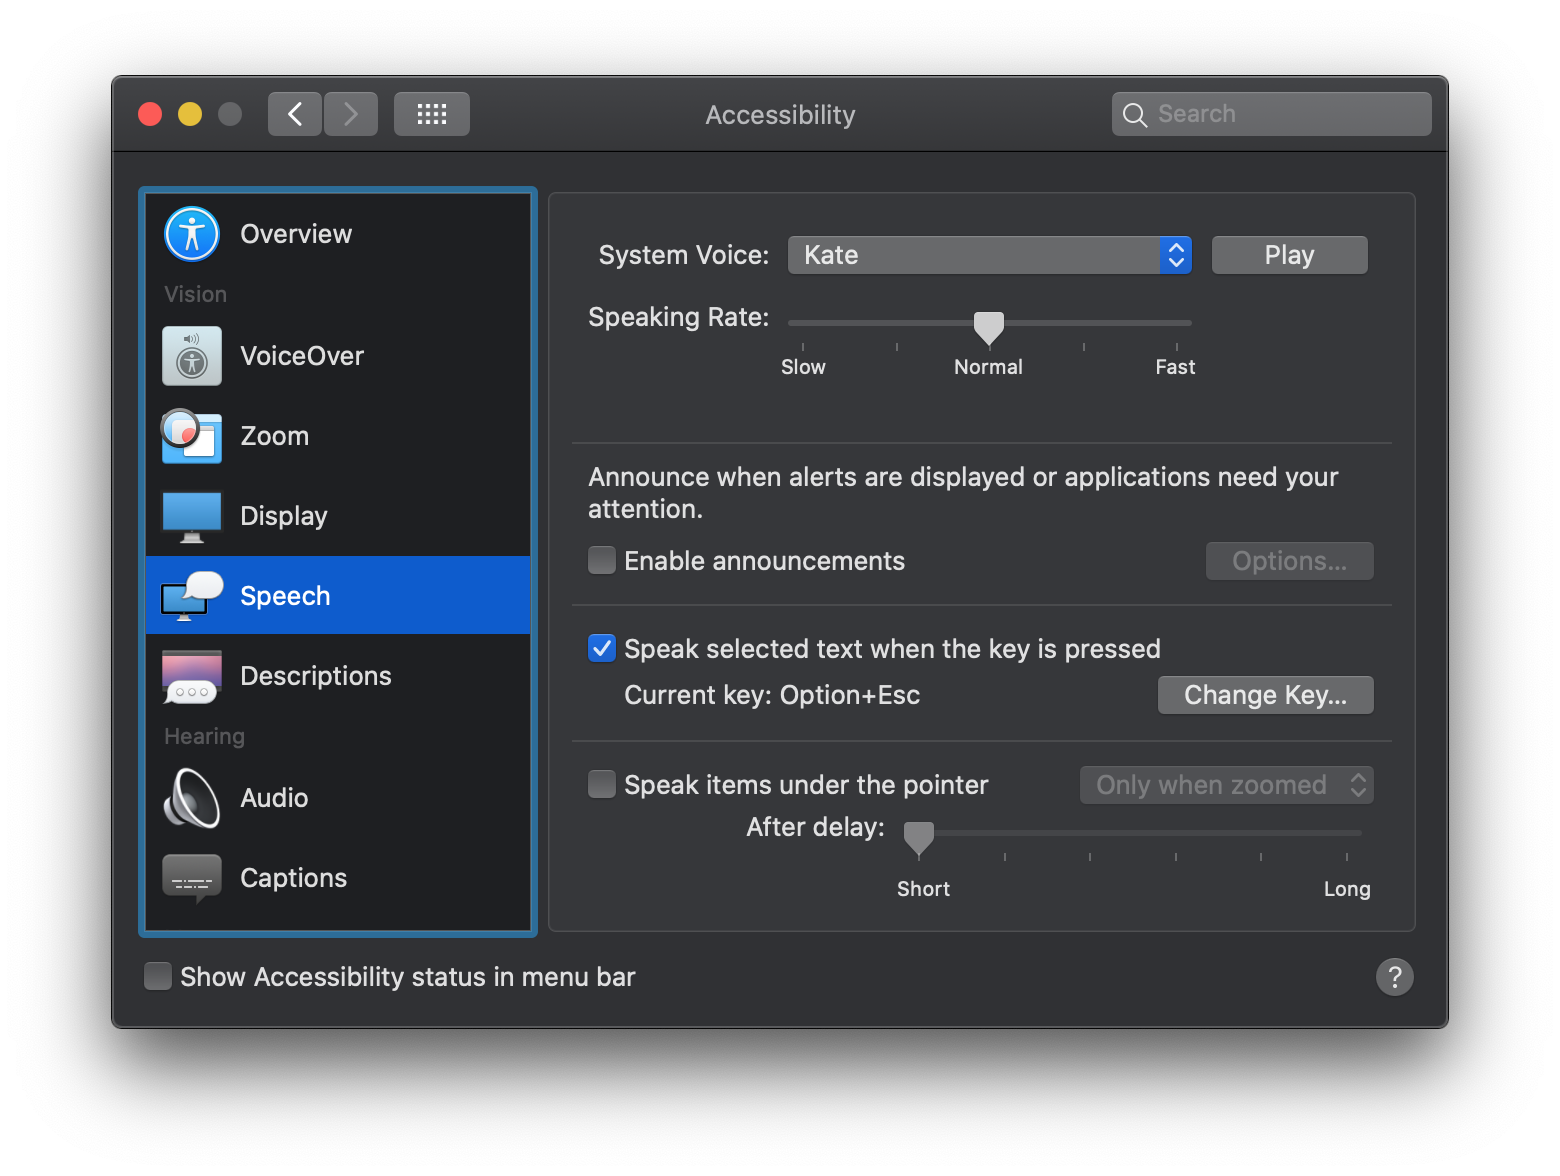 Accessibility
Search
Overview
Vision
VoiceOver
Zoom
Display
Speech
Descriptions
Hearing
Audio
Captions
System Voice: Kate Play
Speaking Rate:
Slow Normal Fast
Announce when alerts are displayed or applications need your
attention.
Enable announcements Options...
Speak selected text when the key is pressed
Current key: Option+Esc Change Key...
Speak items under the pointer Only when zoomed
After delay:
Short Long
Show Accessibility status in menu bar ?